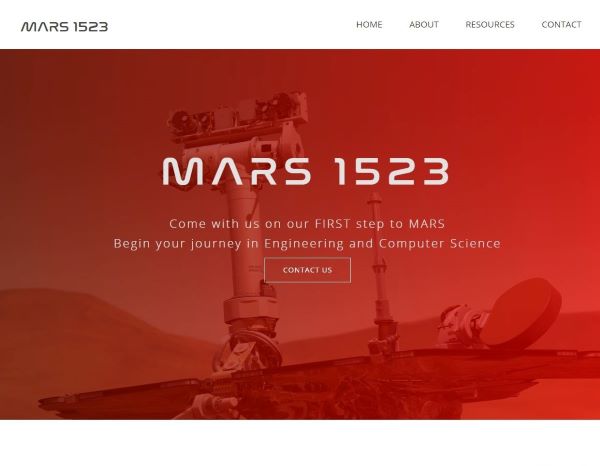 MARS 1523
HOME ABOUT RESOURCES CONTACT
MARS 1523
Come with us on our FIRST step to MARS
Begin your journey in Engineering and Computer Science
CONTACT US